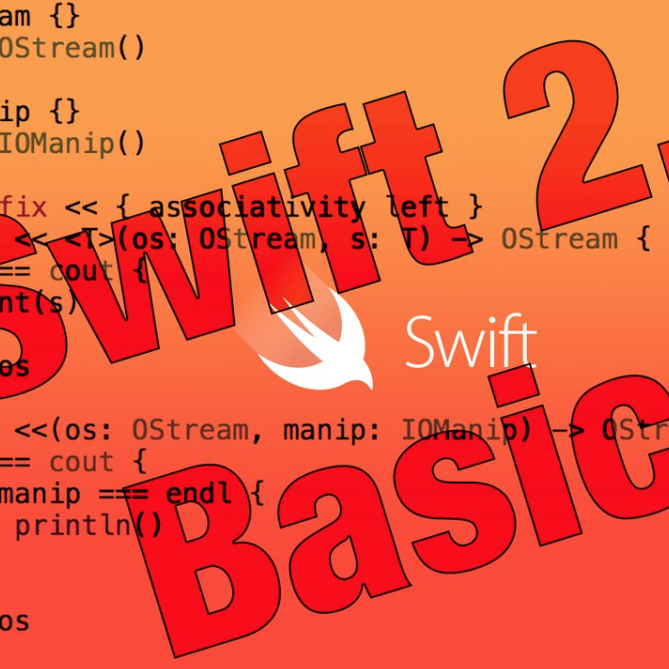 am {}
OStream()
ip {}
IOManip()
fix << { associativity left }
<< <T>(os: OStream, s: T) -> OStream {
== cout {
nt(s)
os
<<(os: OStream, manip: IOManip) -> OStr
== cout {
manip === endl {
println()
os
Swift 2.
Swift
Basic